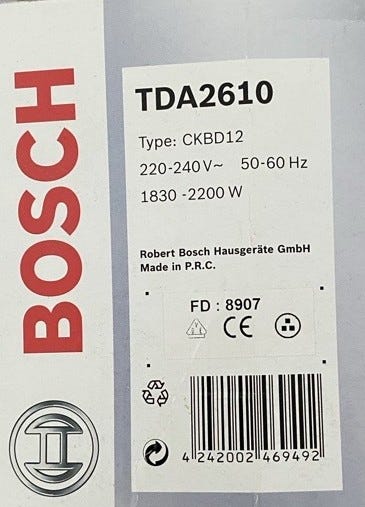 BOSCH
TDA2610
Type: CKBD12
220-240 V~ 50-60 Hz
1830 -2200 W
Robert Bosch Hausgeräte GmbH
Made in P.R.C.
FD : 8907
CE
4 242002 469492